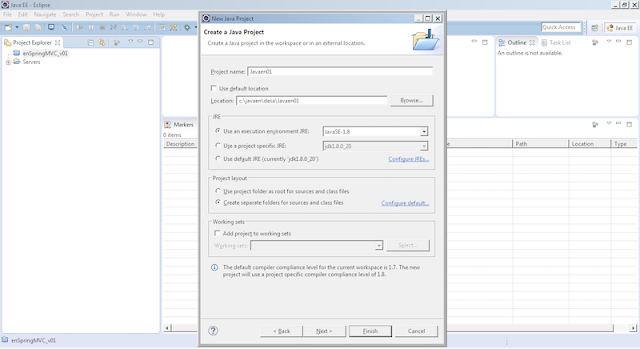 Java EE - Eclipse
File Edit Navigate Search Project Run Window Help
Quick Access
Java EE
Project Explorer
enSpringMVC_v01
Servers
Outline
Task List
An outline is not available.
Markers
0 items
Description
Path
Location
Type
New Java Project
Create a Java Project
Create a Java project in the workspace or in an external location.
Project name: Javaen01
Use default location
Location: c:\javaen\desa\Javaen01
Browse...
JRE
Use an execution environment JRE: JavaSE-1.8
Use a project specific JRE: jdk1.8.0_20
Use default JRE (currently 'jdk1.8.0_20')
Configure JREs...
Project layout
Use project folder as root for sources and class files
Create separate folders for sources and class files
Configure default...
Working sets
Add project to working sets
Working sets:
Select...
The default compiler compliance level for the current workspace is 1.7. The new
project will use a project specific compiler compliance level of 1.8.
< Back
Next >
Finish
Cancel
enSpringMVC_v01